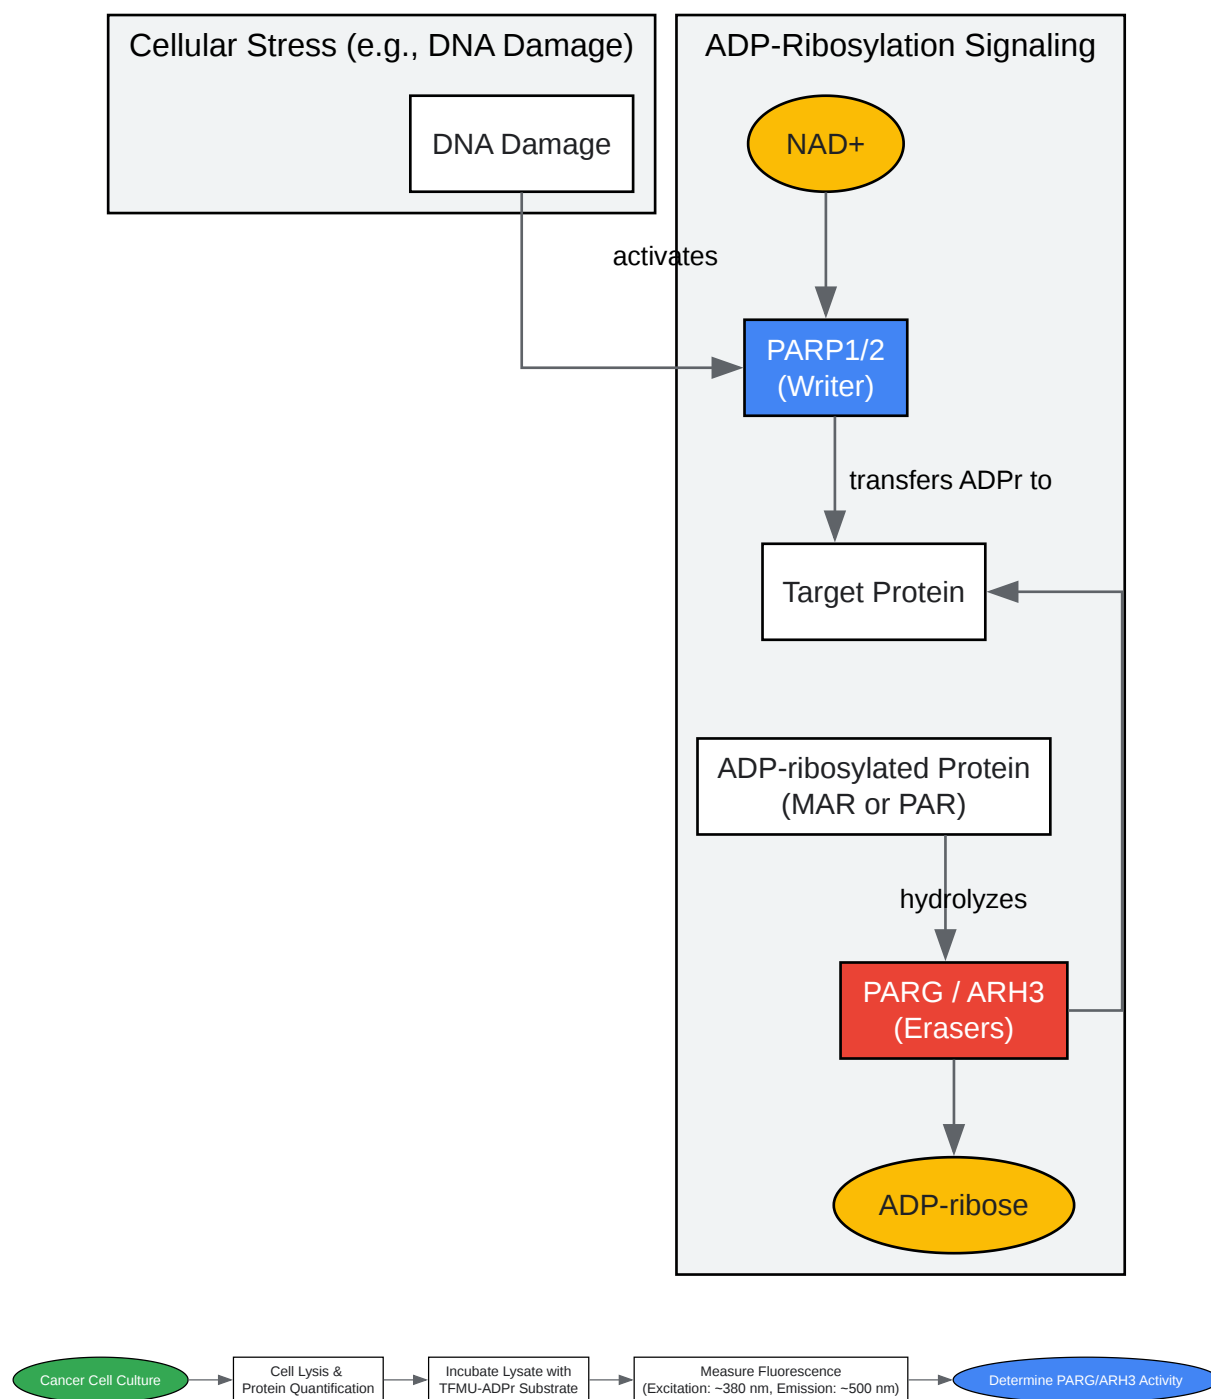 Cellular Stress (e.g., DNA Damage)
ADP-Ribosylation Signaling
DNA Damage
NAD+
activates
PARP1/2
(Writer)
transfers ADPr to
Target Protein
ADP-ribosylated Protein
(MAR or PAR)
hydrolyzes
PARG / ARH3
(Erasers)
ADP-ribose
Cancer Cell Culture
Cell Lysis &
Protein Quantification
Incubate Lysate with
TFMU-ADPr Substrate
Measure Fluorescence
(Excitation: ~380 nm, Emission: ~500 nm)
Determine PARG/ARH3 Activity